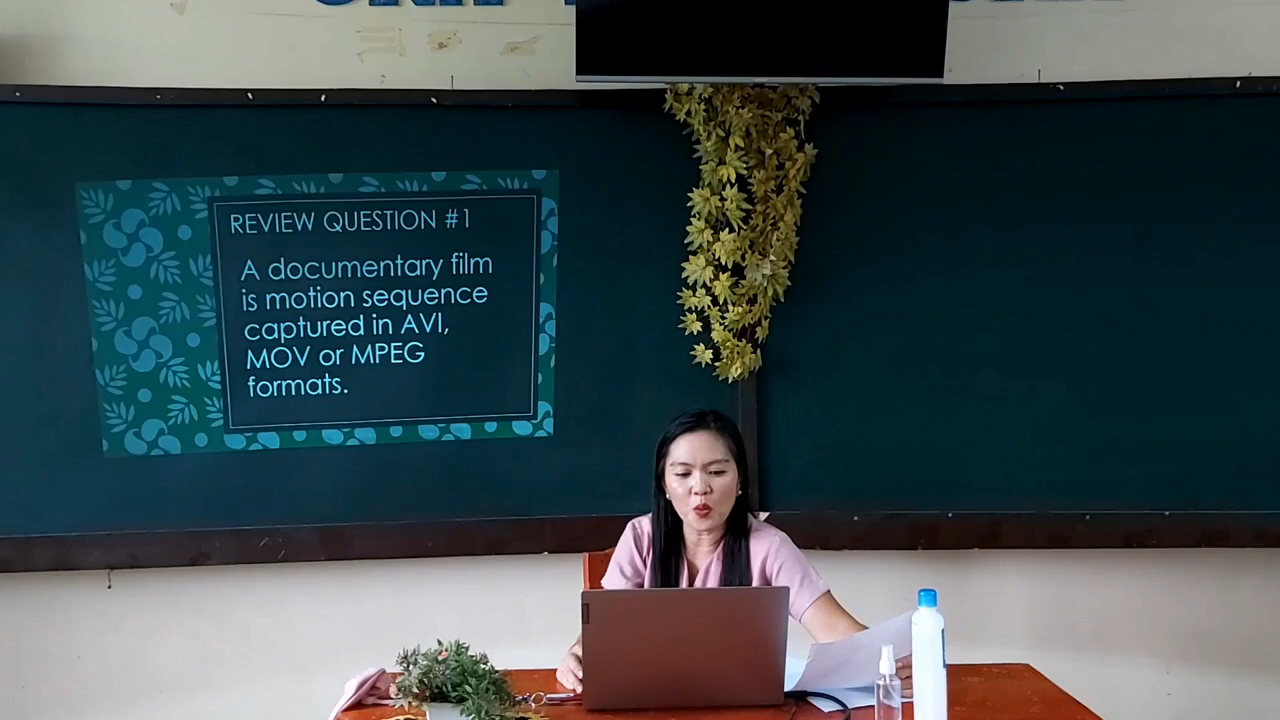 REVIEW QUESTION #1
A documentary film
is motion sequence
captured in AVI,
MOV or MPEG
formats.